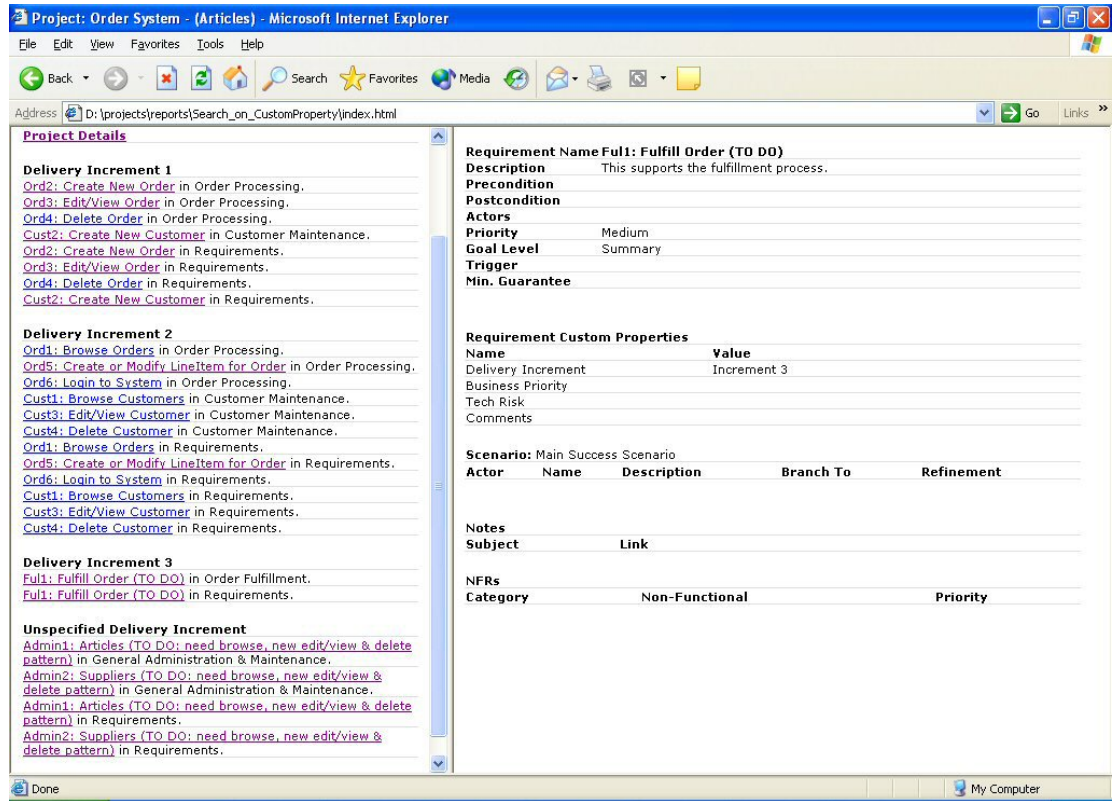 Project: Order System - (Articles) - Microsoft Internet Explorer
File Edit View Favorites Tools Help
Back Search Favorites Media
Address D: \projects\reports\Search_on_CustomProperty\index.html Go Links »
Project Details
Delivery Increment 1
Ord2: Create New Order in Order Processing.
Ord3: Edit/View Order in Order Processing.
Ord4: Delete Order in Order Processing.
Cust2: Create New Customer in Customer Maintenance.
Ord2: Create New Order in Requirements.
Ord3: Edit/View Order in Requirements.
Ord4: Delete Order in Requirements.
Cust2: Create New Customer in Requirements.
Delivery Increment 2
Ord1: Browse Orders in Order Processing.
Ord5: Create or Modify LineItem for Order in Order Processing.
Ord6: Login to System in Order Processing.
Cust1: Browse Customers in Customer Maintenance.
Cust3: Edit/View Customer in Customer Maintenance.
Cust4: Delete Customer in Customer Maintenance.
Ord1: Browse Orders in Requirements.
Ord5: Create or Modify LineItem for Order in Requirements.
Ord6: Login to System in Requirements.
Cust1: Browse Customers in Requirements.
Cust3: Edit/View Customer in Requirements.
Cust4: Delete Customer in Requirements.
Delivery Increment 3
Ful1: Fulfill Order (TO DO) in Order Fulfillment.
Ful1: Fulfill Order (TO DO) in Requirements.
Unspecified Delivery Increment
Admin1: Articles (TO DO: need browse, new edit/view & delete
pattern) in General Administration & Maintenance.
Admin2: Suppliers (TO DO: need browse, new edit/view &
delete pattern) in General Administration & Maintenance.
Admin1: Articles (TO DO: need browse, new edit/view & delete
pattern) in Requirements.
Admin2: Suppliers (TO DO: need browse, new edit/view &
delete pattern) in Requirements.
Requirement Name Ful1: Fulfill Order (TO DO)
Description This supports the fulfillment process.
Precondition
Postcondition
Actors
Priority Medium
Goal Level Summary
Trigger
Min. Guarantee
Requirement Custom Properties
Name Value
Delivery Increment Increment 3
Business Priority
Tech Risk
Comments
Scenario: Main Success Scenario
Actor Name Description Branch To Refinement
Notes
Subject Link
NFRs
Category Non-Functional Priority
Done My Computer